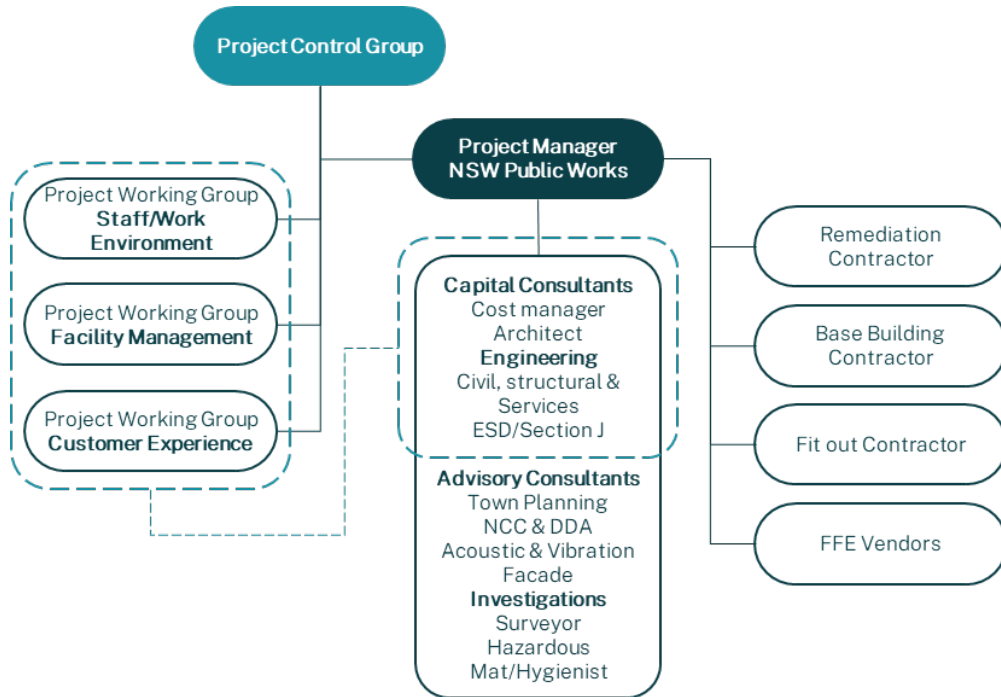 Project Control Group
Project Manager
NSW Public Works
Project Working Group
Staff/Work
Environment
Project Working Group
Facility Management
Project Working Group
Customer Experience
Capital Consultants
Cost manager
Architect
Engineering
Civil, structural &
Services
ESD/Section J
Advisory Consultants
Town Planning
NCC & DDA
Acoustic & Vibration
Facade
Investigations
Surveyor
Hazardous
Mat/Hygienist
Remediation
Contractor
Base Building
Contractor
Fit out Contractor
FFE Vendors